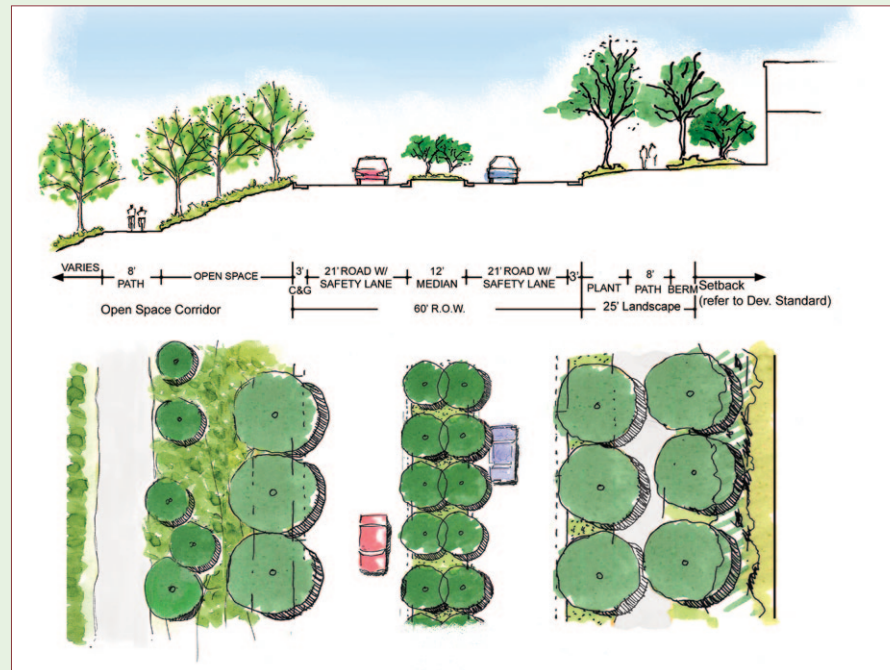 VARIES
8'
PATH
OPEN SPACE
3'
C&G
21' ROAD W/
SAFETY LANE
12'
MEDIAN
21' ROAD W/
SAFETY LANE
3'
PLANT
8'
PATH
BERM
Setback
(refer to Dev. Standard)
Open Space Corridor
60' R.O.W.
25' Landscape